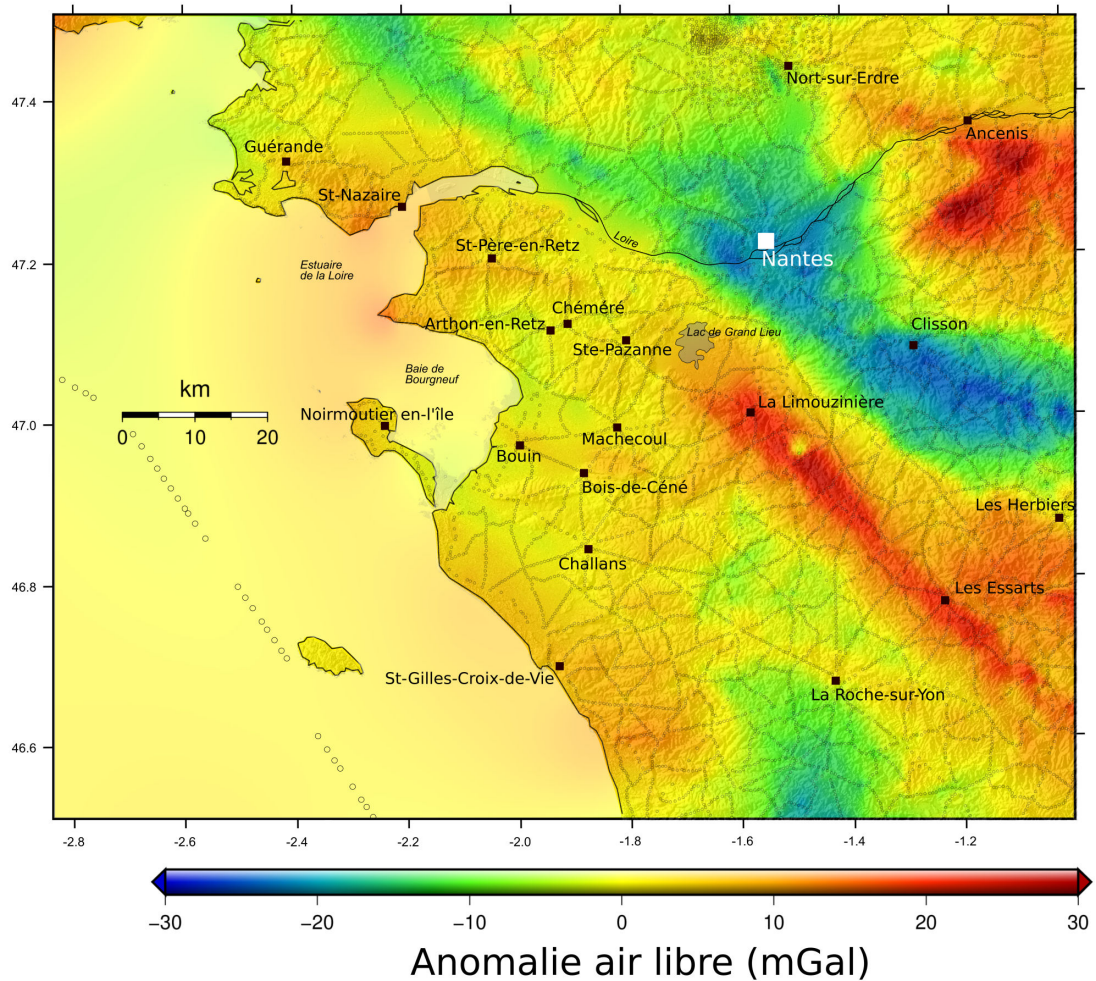 47.4
47.2
47.0
46.8
46.6
Nort-sur-Erdre
Ancenis
Guérande
St-Nazaire
Loire
St-Père-en-Retz
Nantes
Estuaire
de la Loire
Chéméré
Arthon-en-Retz
Lac de Grand Lieu
Clisson
Ste-Pazanne
Baie de
Bourgneuf
km
0 5 10 20
La Limouzinière
Noirmoutier en-l'île
Machecoul
Bouin
Bois-de-Céné
Les Herbiers
Challans
Les Essarts
St-Gilles-Croix-de-Vie
La Roche-sur-Yon
-2.8 -2.6 -2.4 -2.2 -2.0 -1.8 -1.6 -1.4 -1.2
−30 −20 −10 0 10 20 30
Anomalie air libre (mGal)